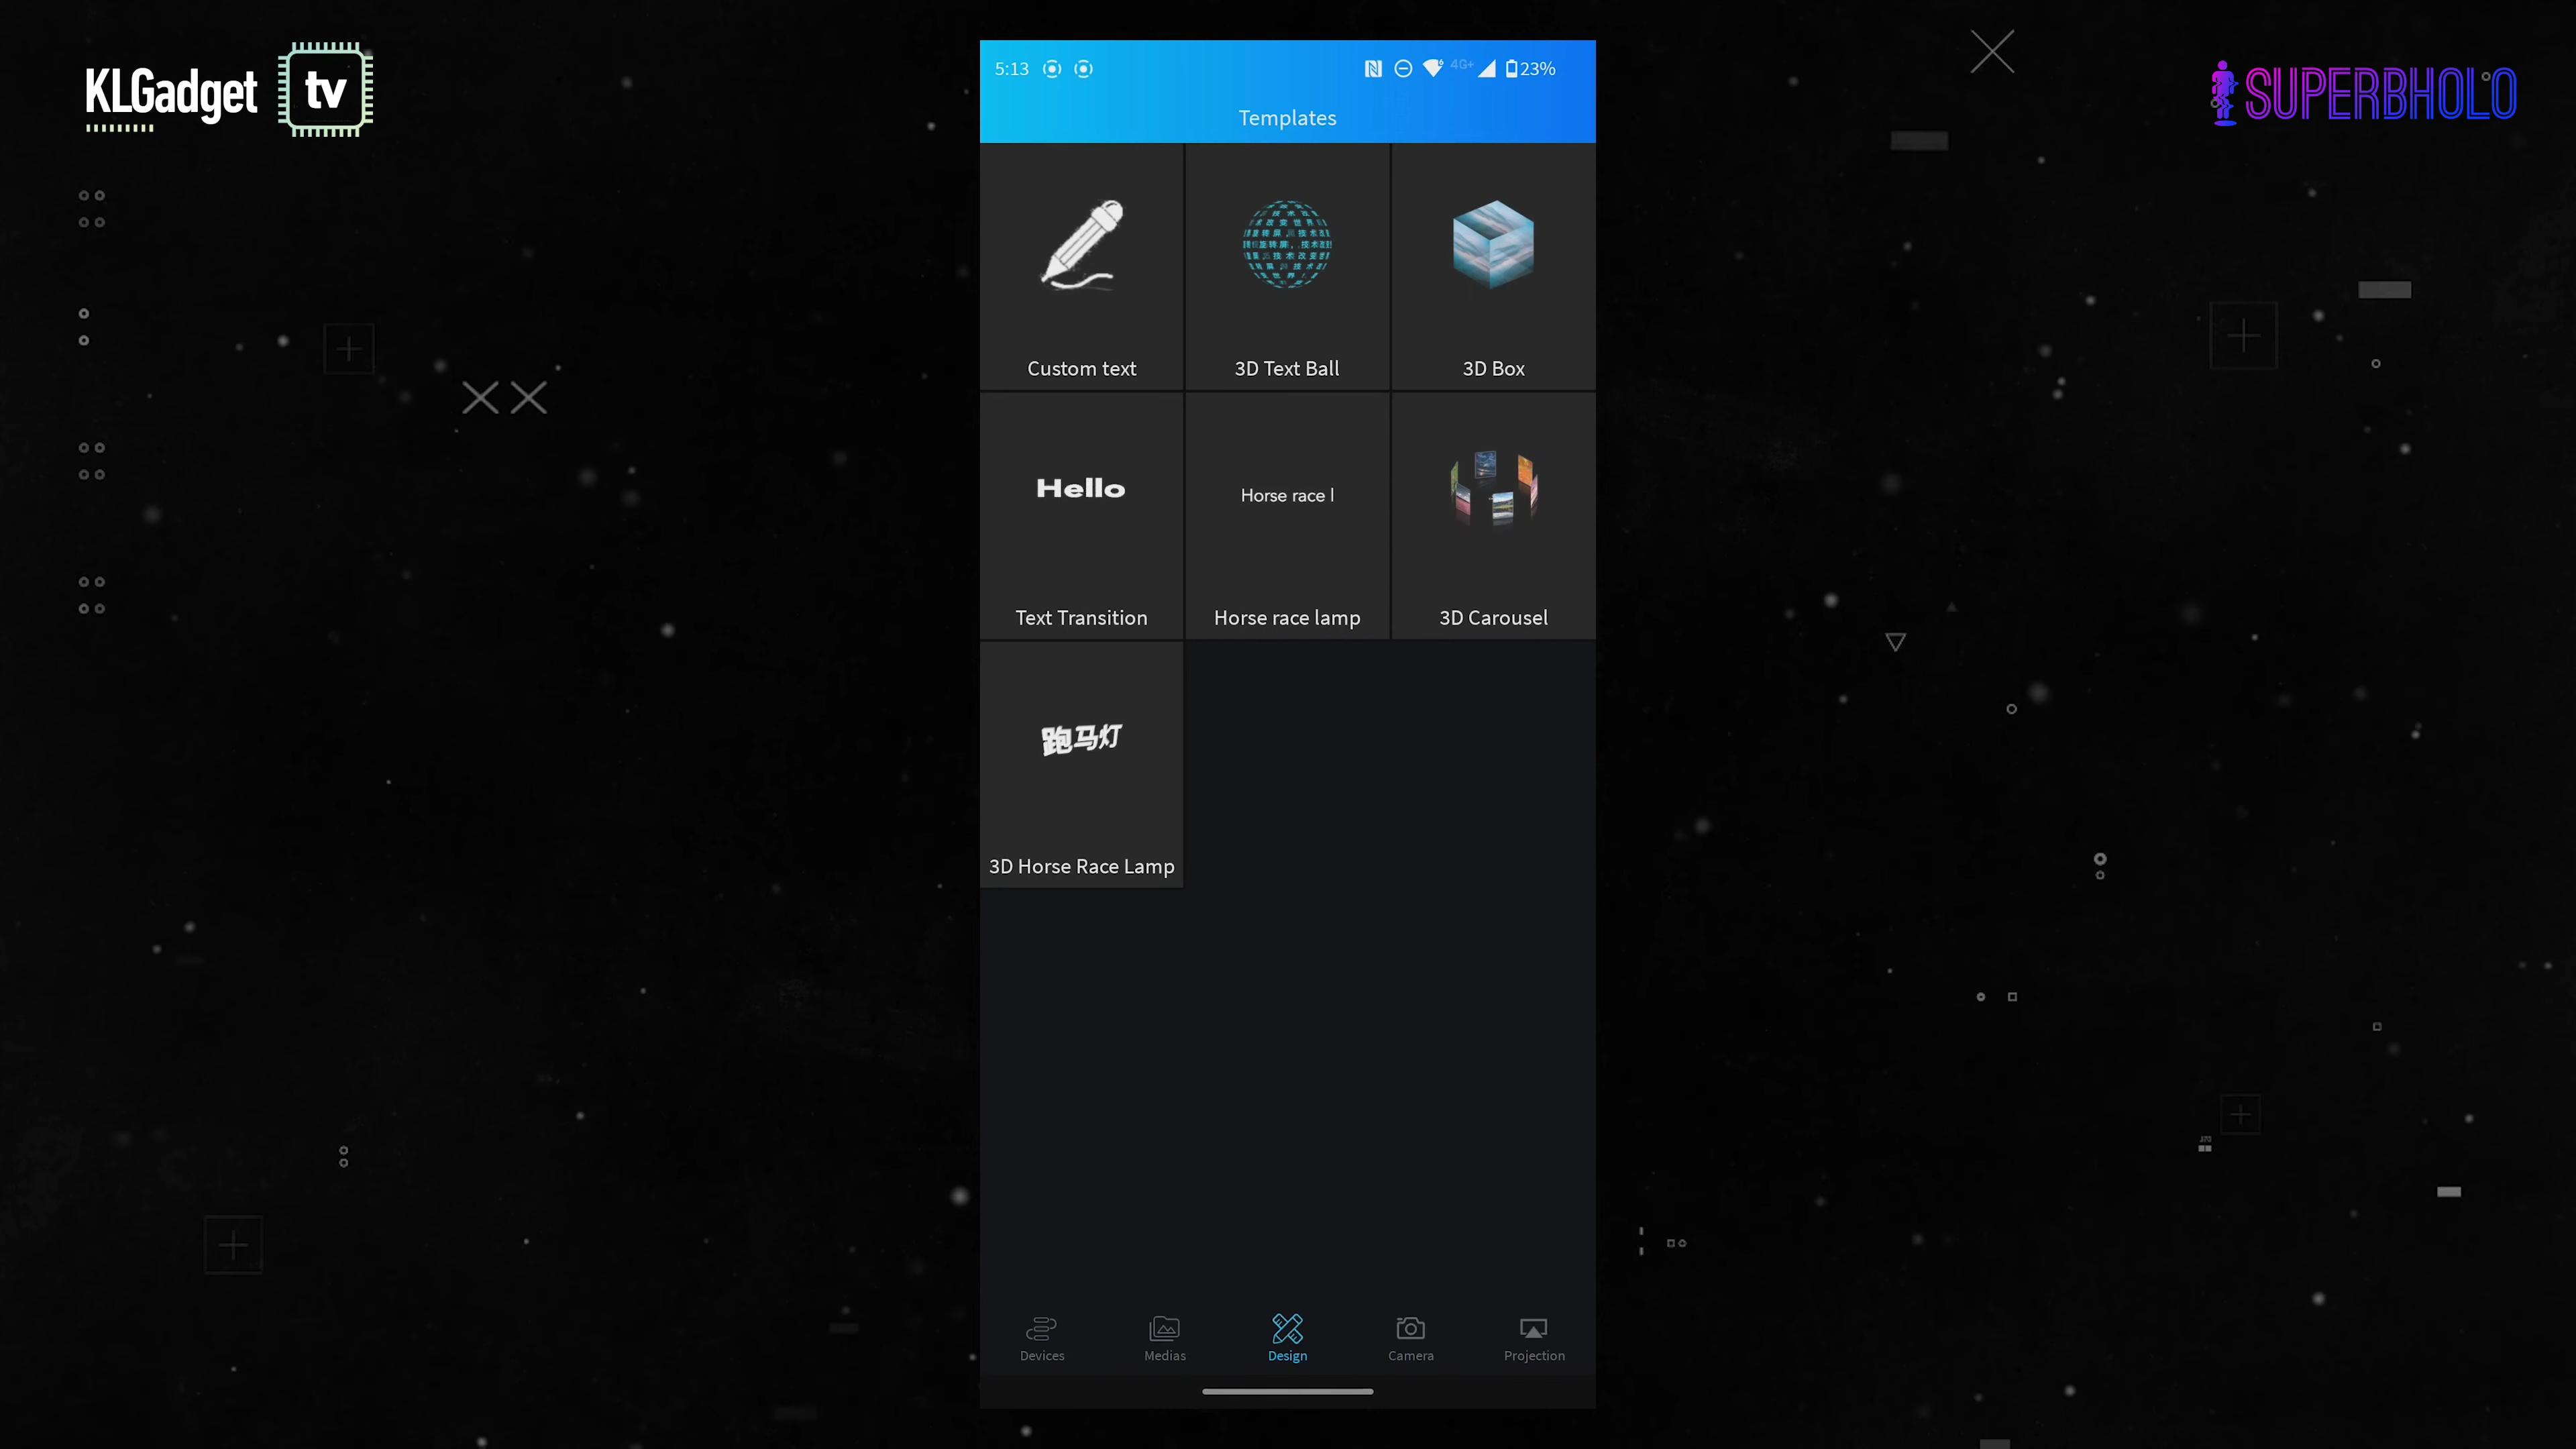 KLGadget tv
SUPERBHOLO
5:13 4G+ 23%
Templates
Custom text
3D Text Ball
3D Box
Hello
Text Transition
Horse race l
Horse race lamp
3D Carousel
跑马灯
3D Horse Race Lamp
Devices
Medias
Design
Camera
Projection